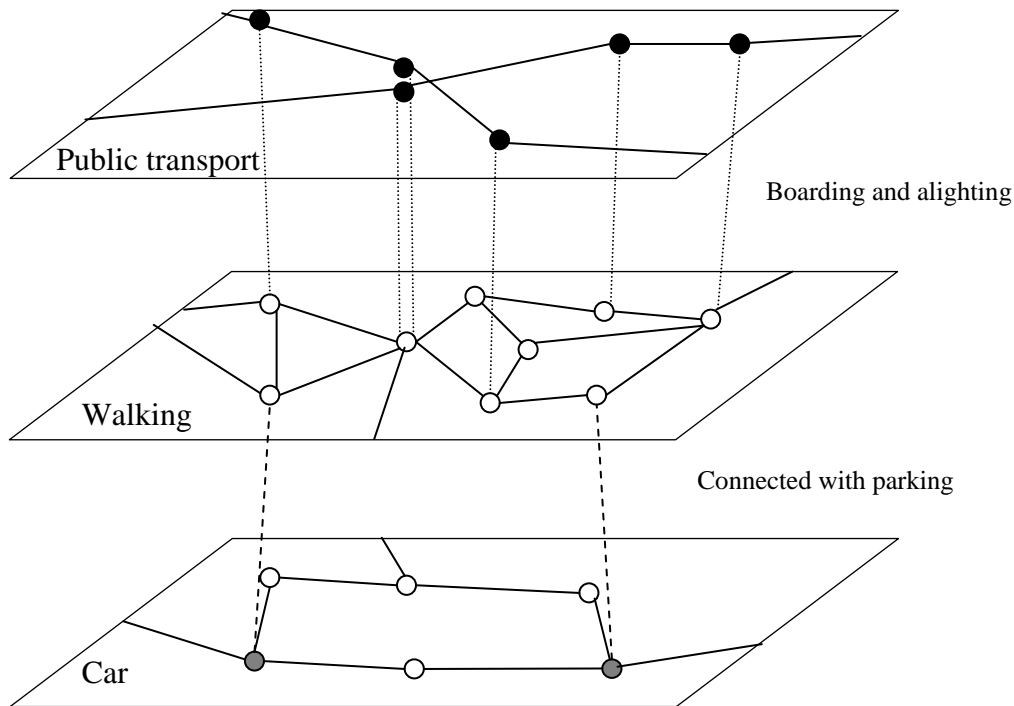 Public transport
Boarding and alighting
Walking
Connected with parking
Car